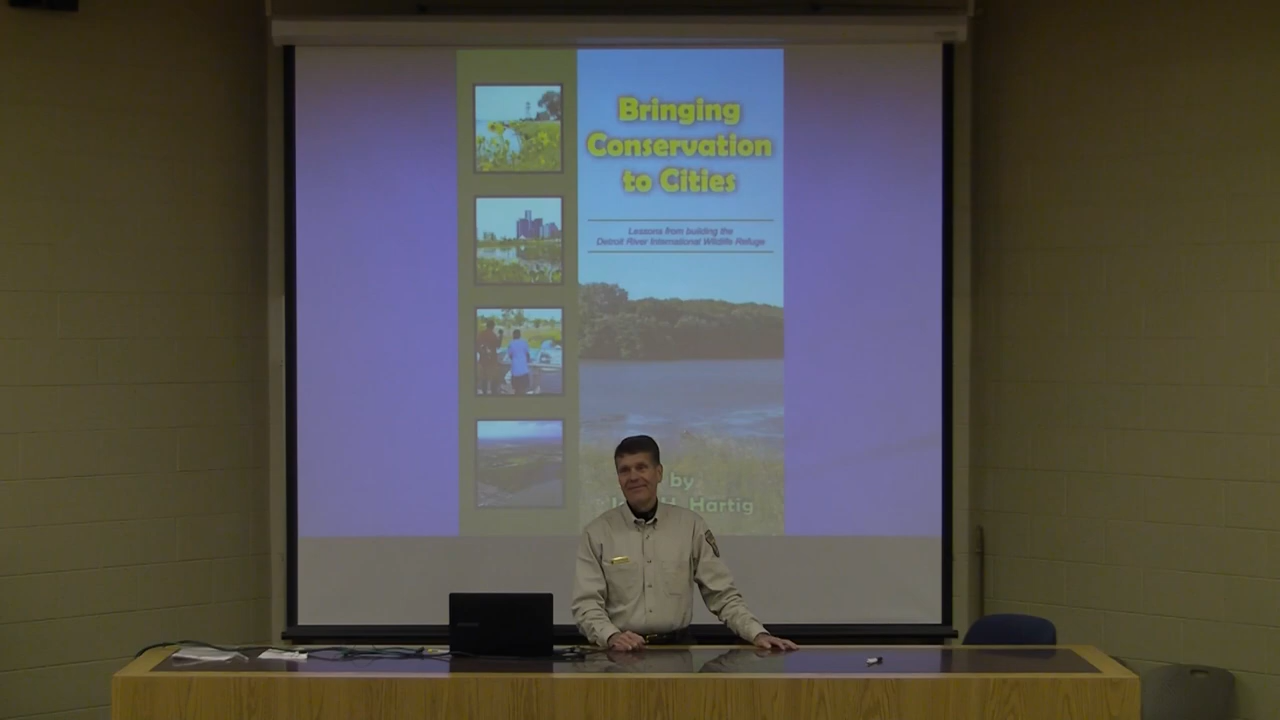 Bringing
Conservation
to Cities
Lessons from building the
Detroit River International Wildlife Refuge
by
H. Hartig